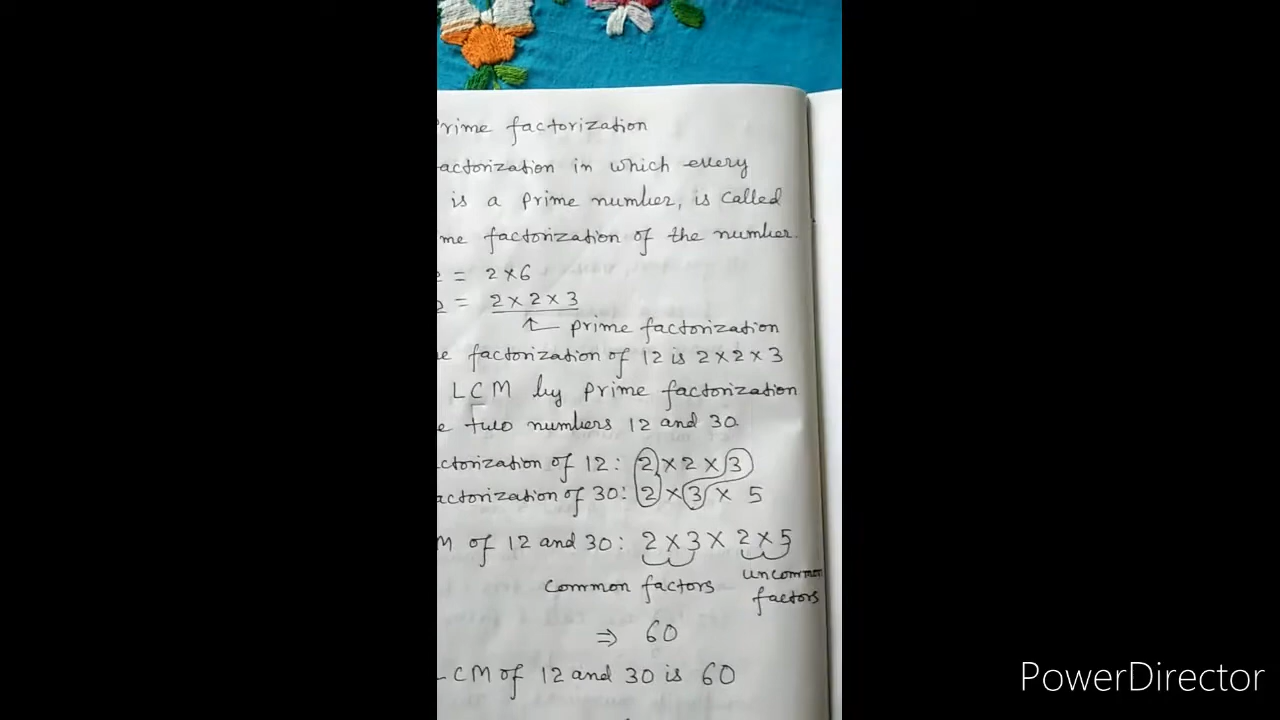 rime factorization
actorization in which every
is a prime number, is called
me factorization of the number.
= 2×6
= 2×2×3
↑ prime factorization
e factorization of 12 is 2×2×3
LCM by prime factorization
e two numbers 12 and 30.
ctorization of 12: 2×2×3
actorization of 30: 2×3×5
M of 12 and 30: 2×3×2×5
common factors uncommon factors
⇒ 60
LCM of 12 and 30 is 60
PowerDirector